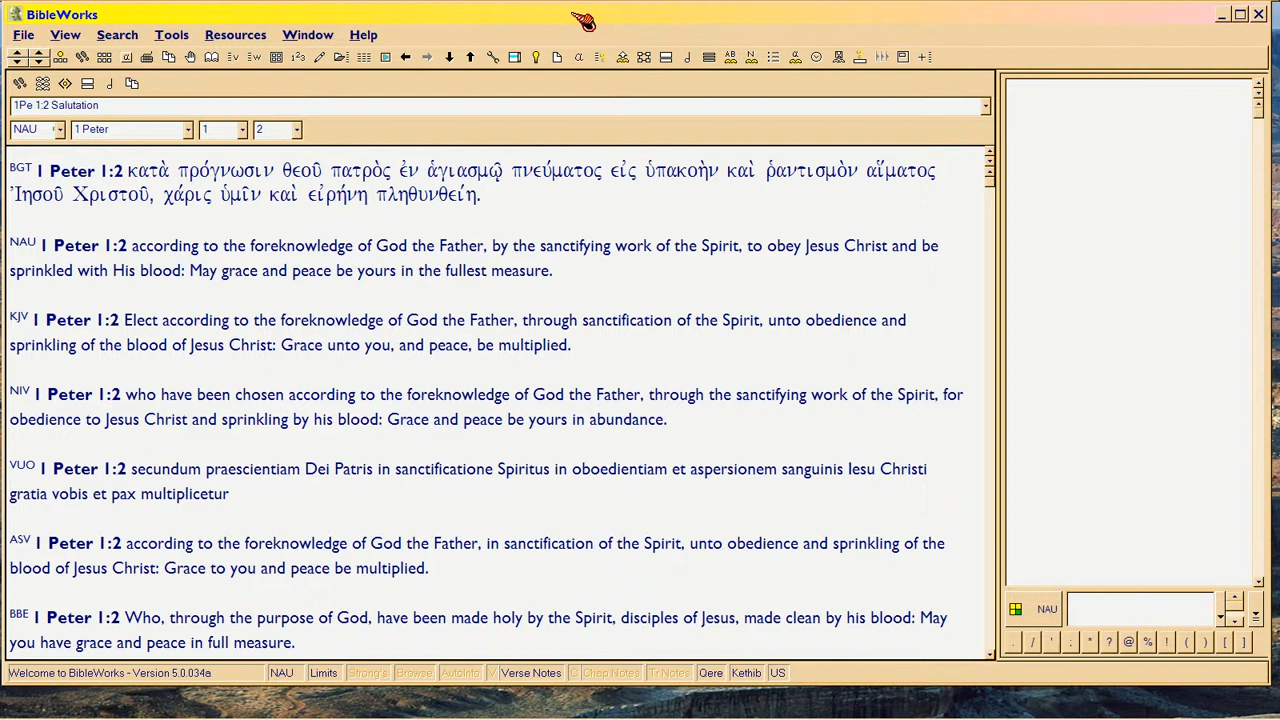 BibleWorks
File View Search Tools Resources Window Help
1Pe 1:2 Salutation
NAU 1 Peter 1 2
BGT 1 Peter 1:2 κατὰ πρόγνωσιν θεοῦ πατρὸς ἐν ἁγιασμῷ πνεύματος εἰς ὑπακοὴν καὶ ῥαντισμὸν αἵματος
Ἰησοῦ Χριστοῦ, χάρις ὑμῖν καὶ εἰρήνη πληθυνθείη.
NAU 1 Peter 1:2 according to the foreknowledge of God the Father, by the sanctifying work of the Spirit, to obey Jesus Christ and be
sprinkled with His blood: May grace and peace be yours in the fullest measure.
KJV 1 Peter 1:2 Elect according to the foreknowledge of God the Father, through sanctification of the Spirit, unto obedience and
sprinkling of the blood of Jesus Christ: Grace unto you, and peace, be multiplied.
NIV 1 Peter 1:2 who have been chosen according to the foreknowledge of God the Father, through the sanctifying work of the Spirit, for
obedience to Jesus Christ and sprinkling by his blood: Grace and peace be yours in abundance.
VUO 1 Peter 1:2 secundum praescientiam Dei Patris in sanctificatione Spiritus in oboedientiam et aspersionem sanguinis Iesu Christi
gratia vobis et pax multiplicetur
ASV 1 Peter 1:2 according to the foreknowledge of God the Father, in sanctification of the Spirit, unto obedience and sprinkling of the
blood of Jesus Christ: Grace to you and peace be multiplied.
BBE 1 Peter 1:2 Who, through the purpose of God, have been made holy by the Spirit, disciples of Jesus, made clean by his blood: May
you have grace and peace in full measure.
NAU
. / ' ; * ? @ % ! ( ) [ ]
Welcome to BibleWorks - Version 5.0.034a NAU Limits Strong's Browse AutoInfo V Verse Notes C Chap Notes Tr Notes Qere Kethib US